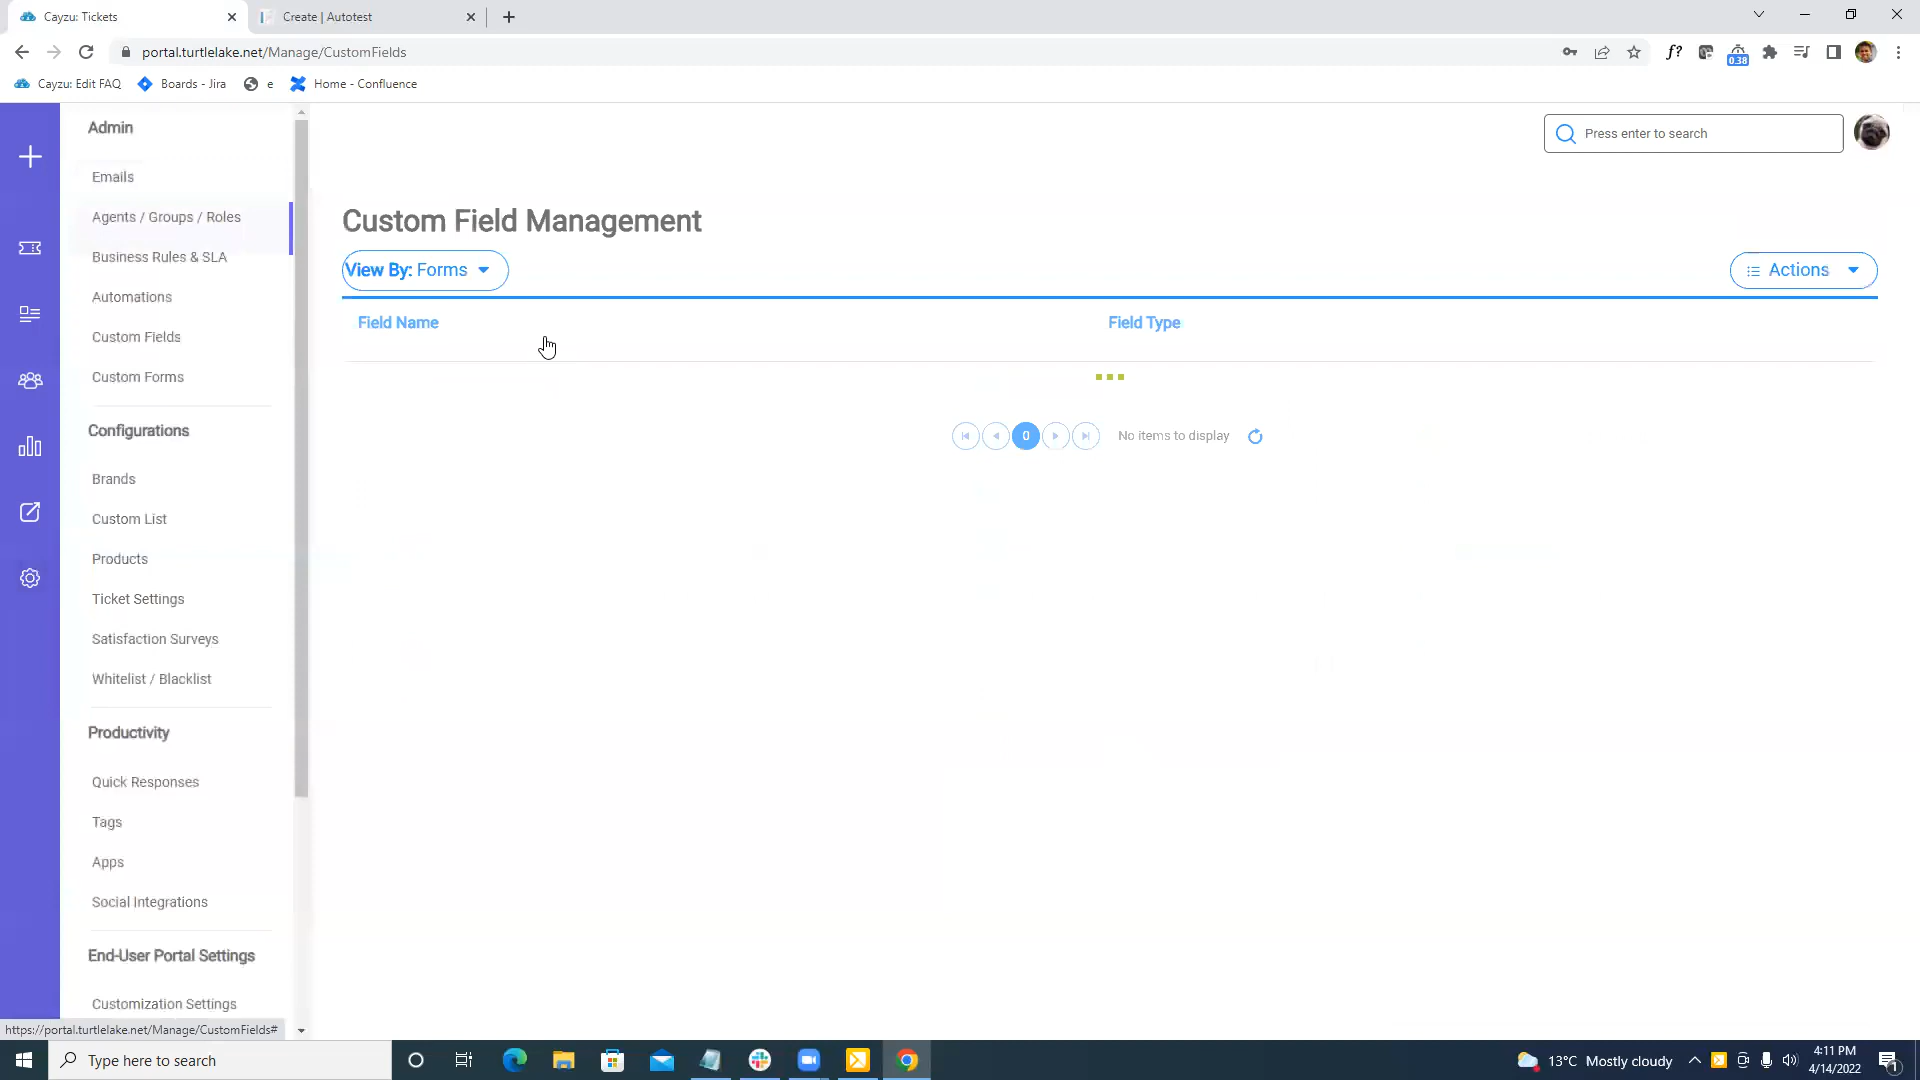 Cayzu: Tickets
Create | Autotest
portal.turtlelake.net/Manage/CustomFields
f?
0.38
Cayzu: Edit FAQ
Boards - Jira
e
Home - Confluence
Admin
Emails
Agents / Groups / Roles
Business Rules & SLA
Automations
Custom Fields
Custom Forms
Configurations
Brands
Custom List
Products
Ticket Settings
Satisfaction Surveys
Whitelist / Blacklist
Productivity
Quick Responses
Tags
Apps
Social Integrations
End-User Portal Settings
Customization Settings
https://portal.turtlelake.net/Manage/CustomFields#
Press enter to search
Custom Field Management
View By: Forms
Actions
Field Name
Field Type
0
No items to display
Type here to search
13°C Mostly cloudy
4:11 PM
4/14/2022
1